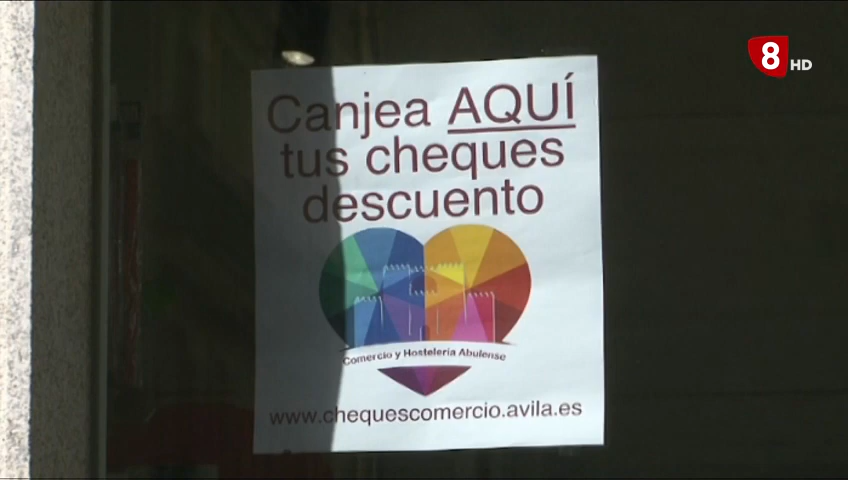 8 HD
Canjea AQUÍ
tus cheques
descuento
Comercio y Hostelería Abulense
www.chequescomercio.avila.es